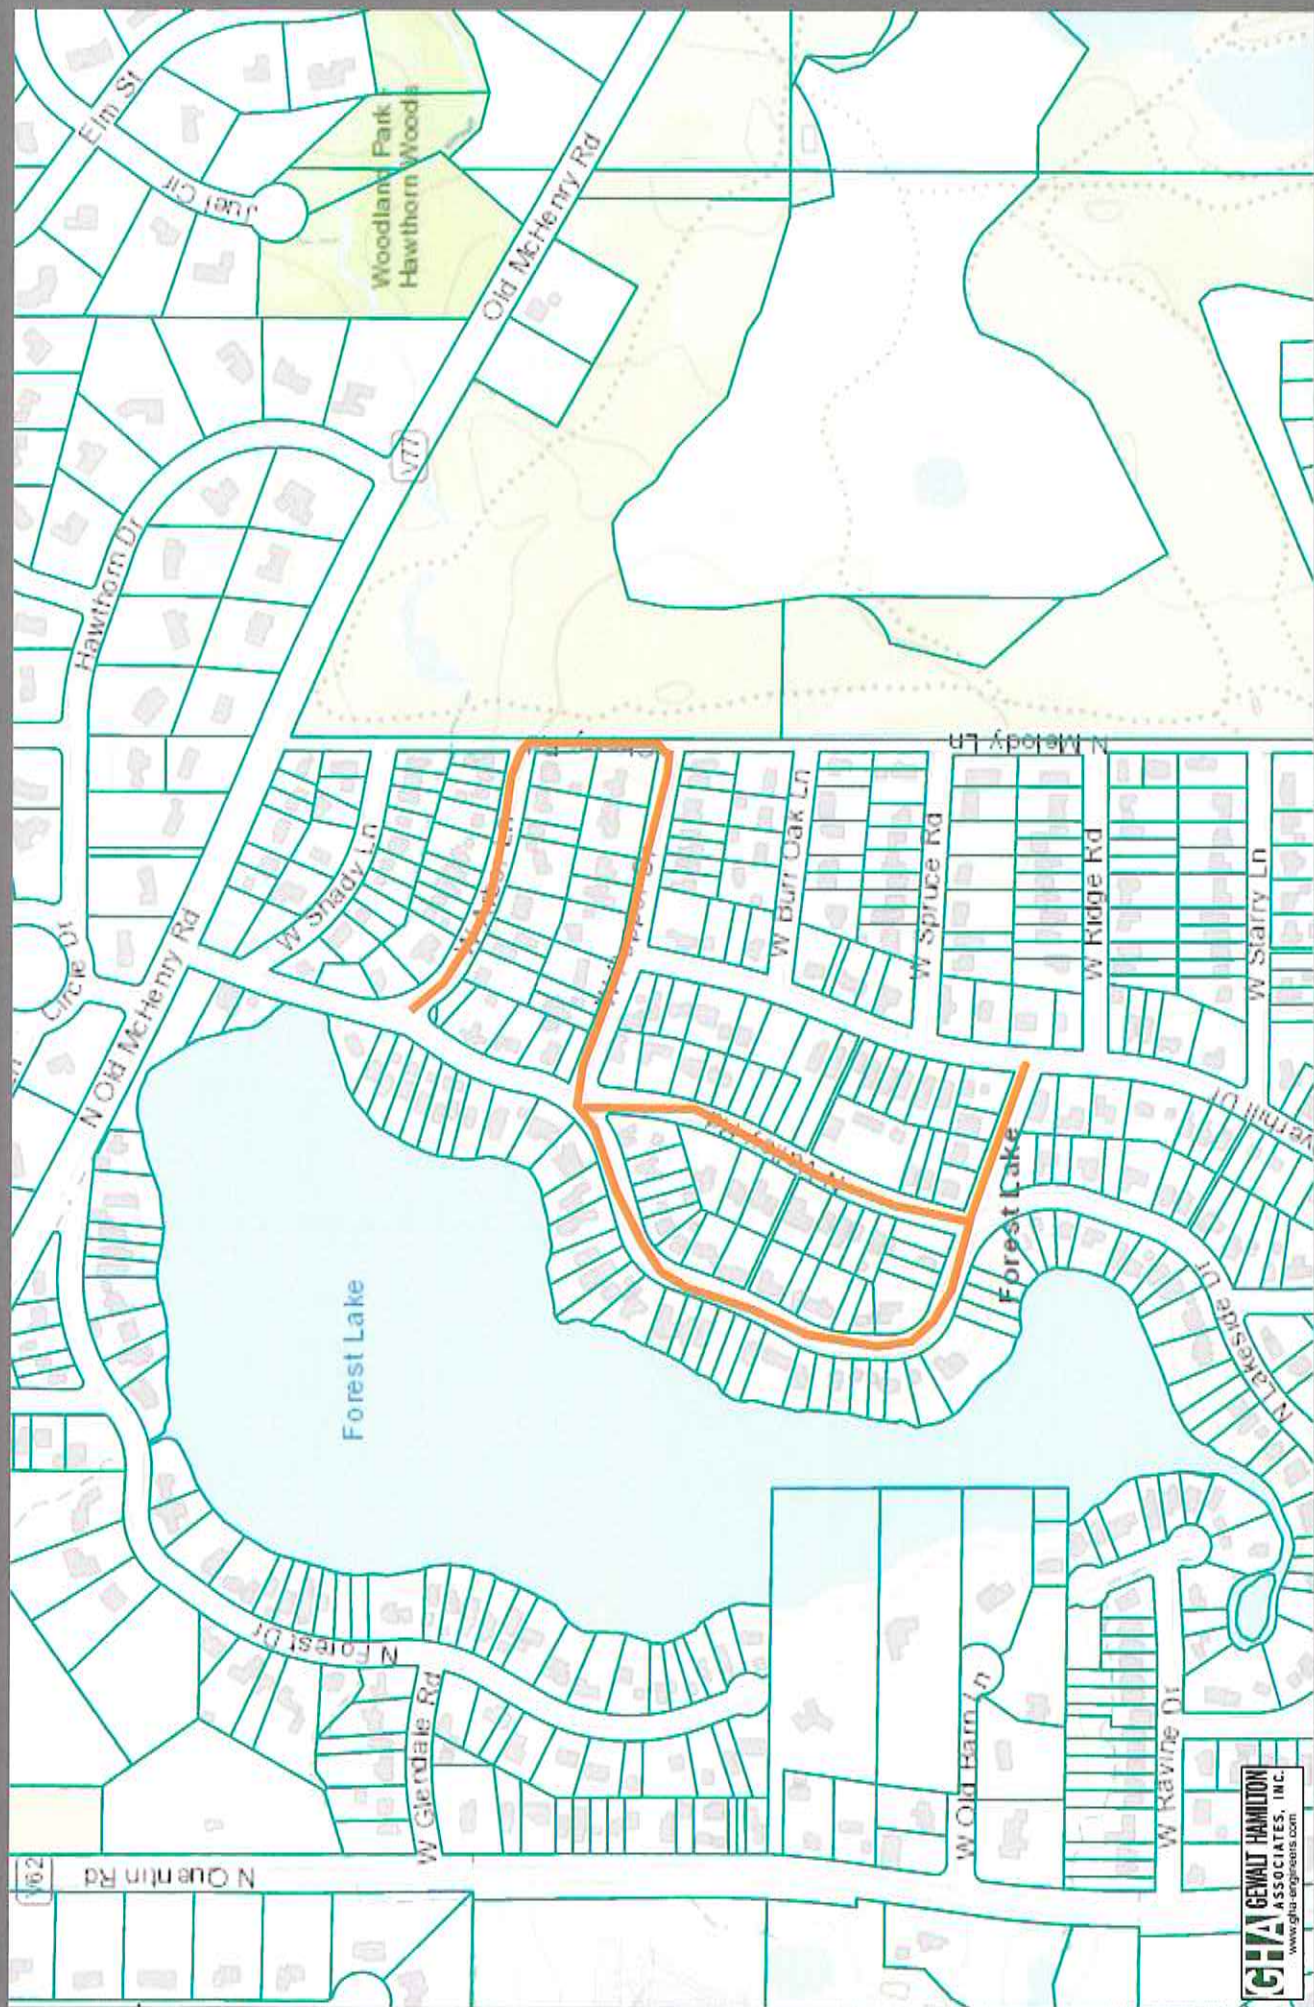 Elm St
Juel Cir
Woodland Park -
Hawthorn Woods
Old McHenry Rd
V77
Hawthorn Dr
Circle Dr
N Old McHenry Rd
W Shady Ln
N Melody Ln
W Burr Oak Ln
W Spruce Rd
W Ridge Rd
W Starry Ln
Forest Lake
Forest Lake
N Lakeside Dr
N Forest Dr
W Glendale Rd
W Old Barn Ln
W Ravine Dr
V62
N Quentin Rd
GHA GEWALT HAMILTON
ASSOCIATES, INC.
www.gha-engineers.com